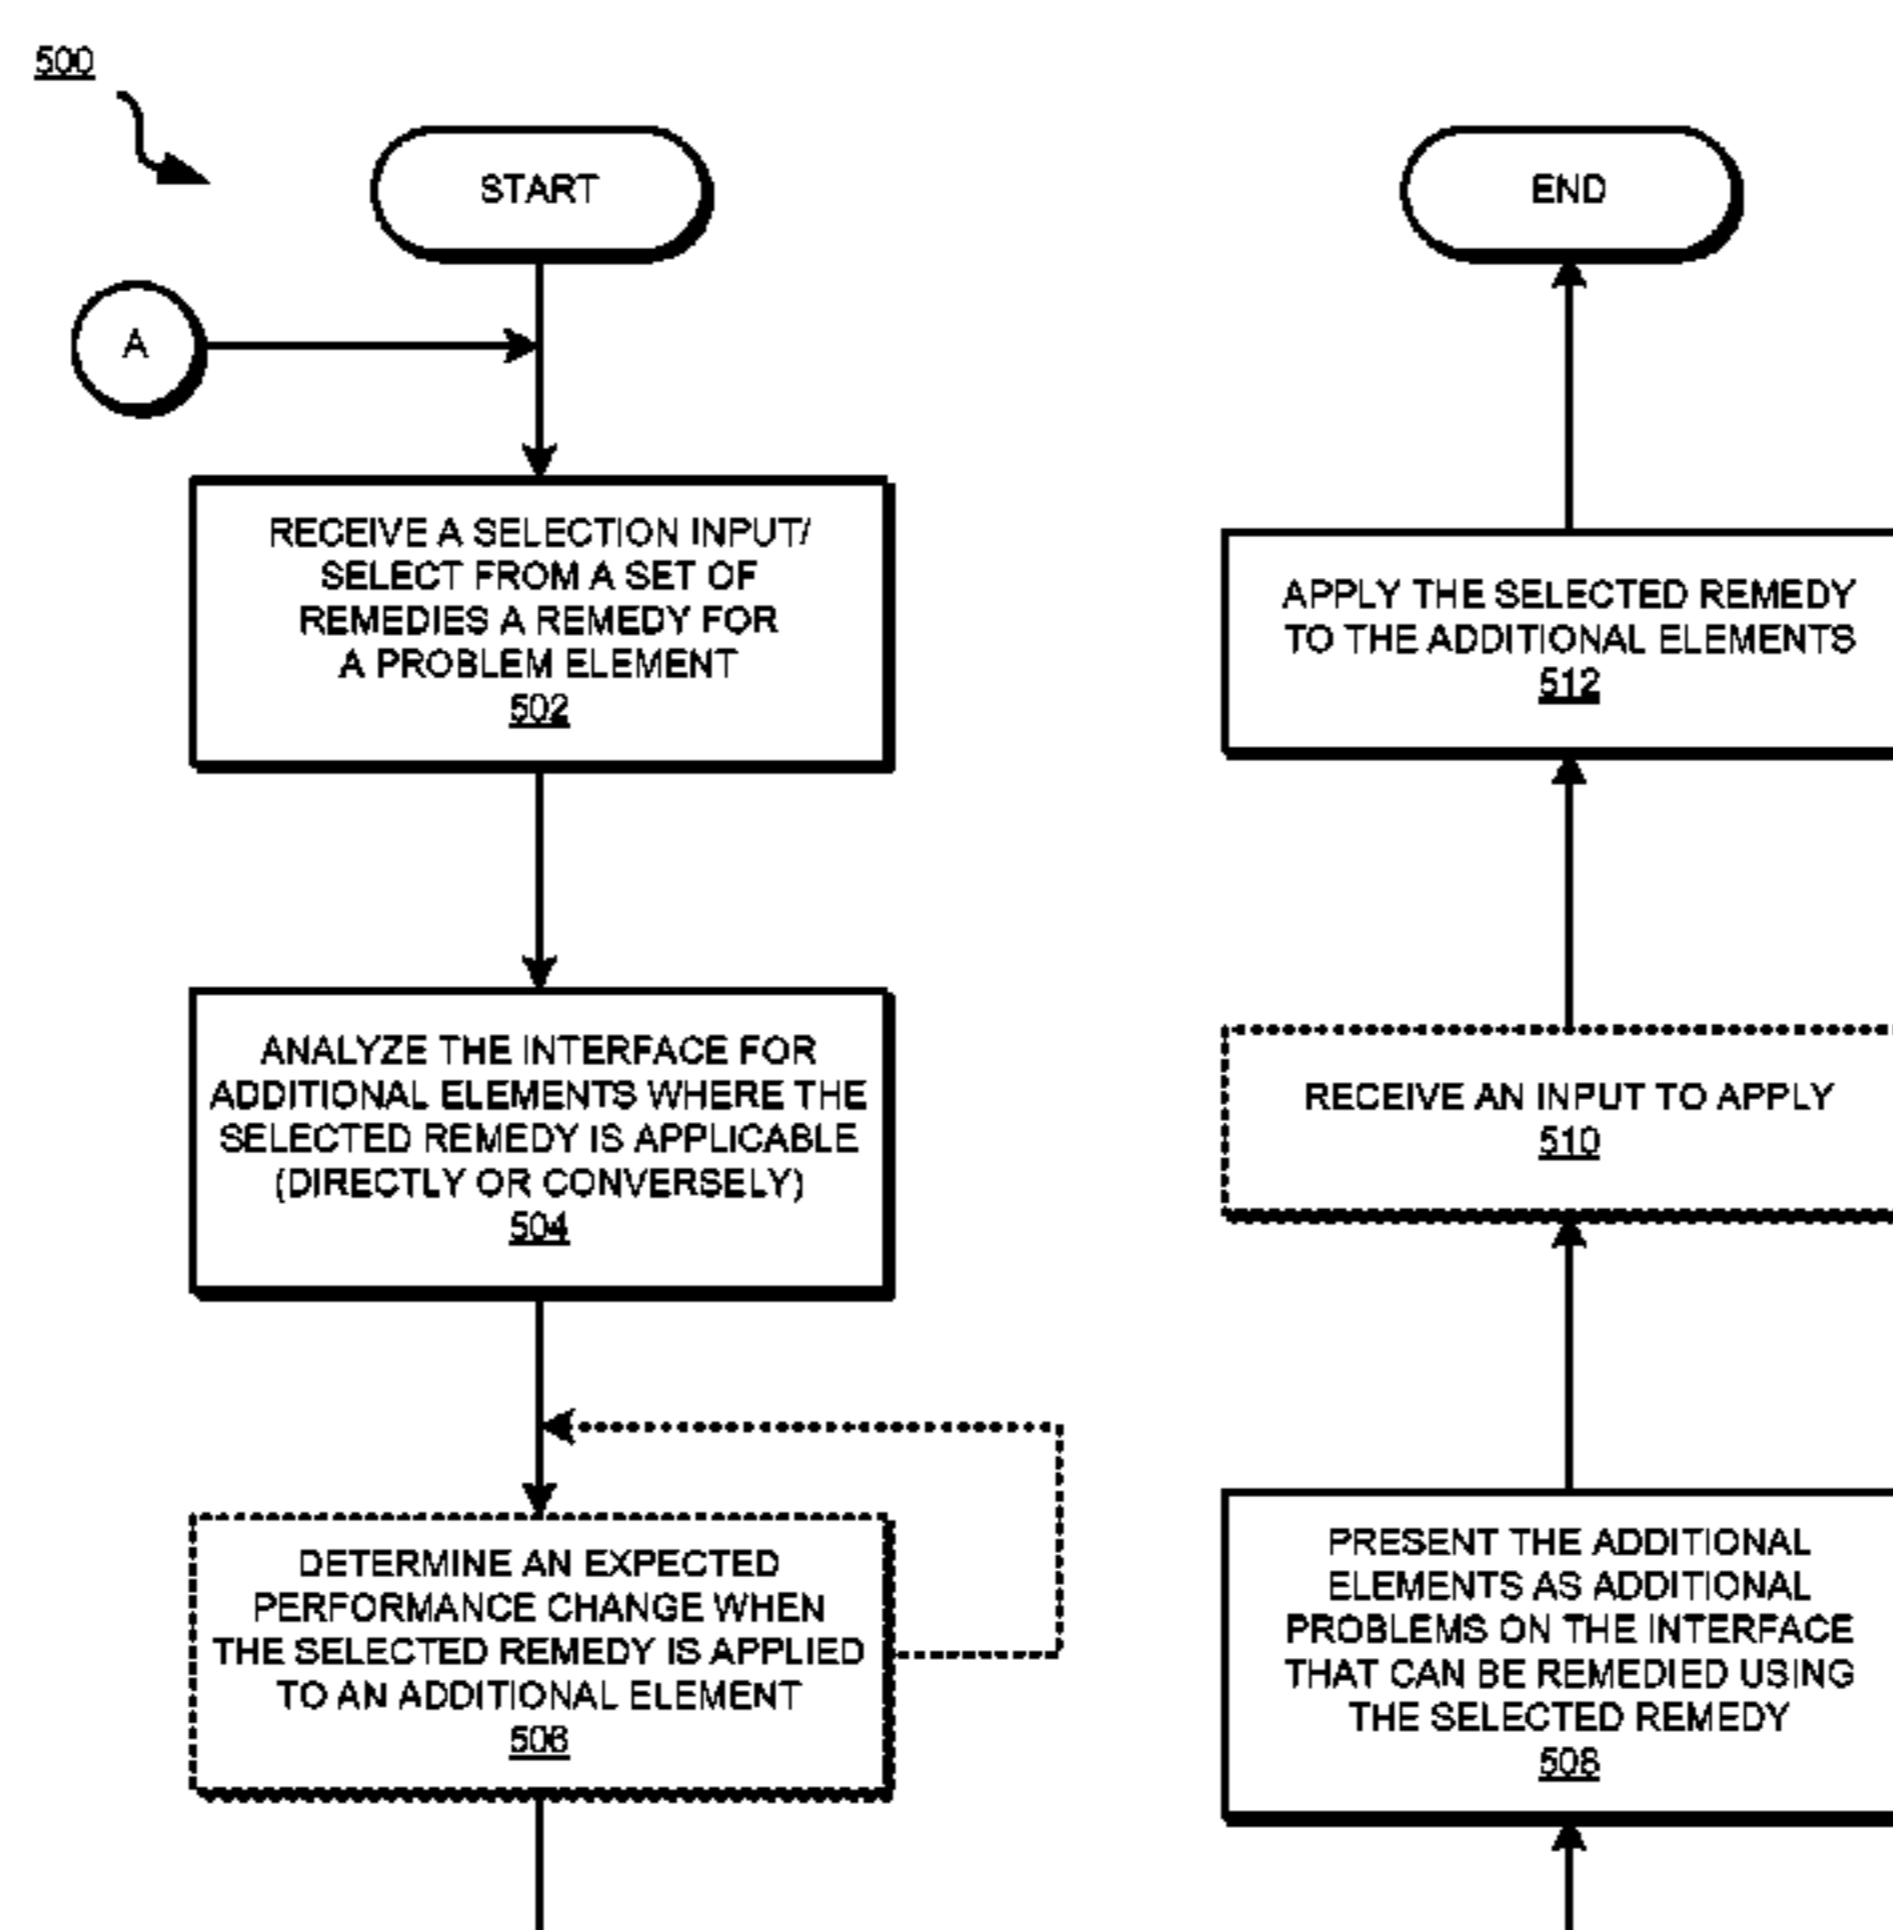 500
START
A
RECEIVE A SELECTION INPUT/
SELECT FROM A SET OF
REMEDIES A REMEDY FOR
A PROBLEM ELEMENT
502
ANALYZE THE INTERFACE FOR
ADDITIONAL ELEMENTS WHERE THE
SELECTED REMEDY IS APPLICABLE
(DIRECTLY OR CONVERSELY)
504
DETERMINE AN EXPECTED
PERFORMANCE CHANGE WHEN
THE SELECTED REMEDY IS APPLIED
TO AN ADDITIONAL ELEMENT
506
END
APPLY THE SELECTED REMEDY
TO THE ADDITIONAL ELEMENTS
512
RECEIVE AN INPUT TO APPLY
510
PRESENT THE ADDITIONAL
ELEMENTS AS ADDITIONAL
PROBLEMS ON THE INTERFACE
THAT CAN BE REMEDIED USING
THE SELECTED REMEDY
508